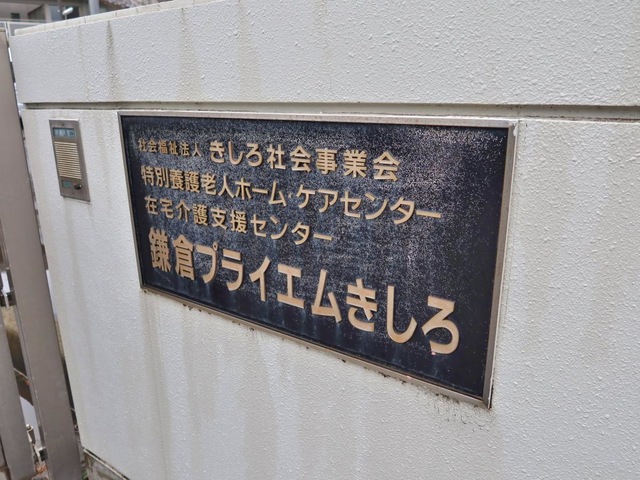 社会福祉法人 きしろ社会事業会
特別養護老人ホーム・ケアセンター
在宅介護支援センター
鎌倉プライエムきしろ